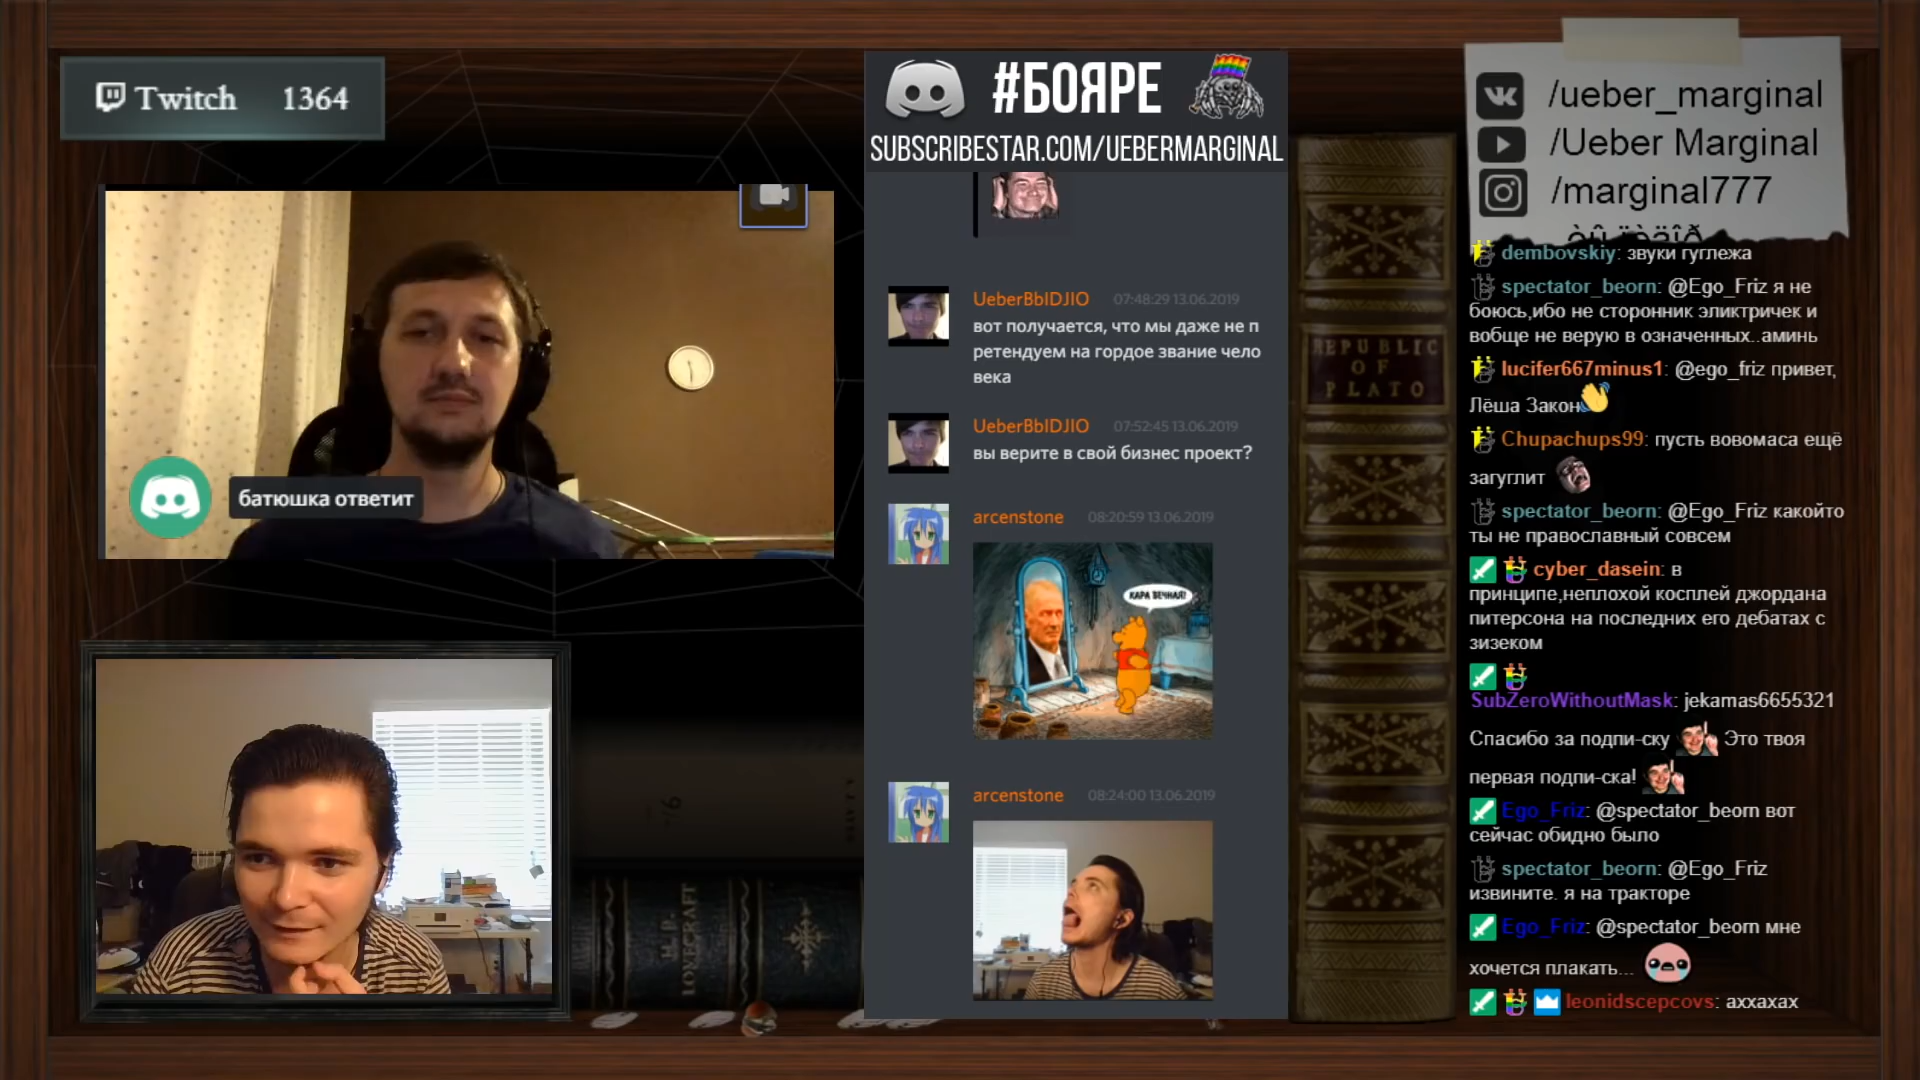 Twitch 1364
батюшка ответит
#БОЯРЕ
SUBSCRIBESTAR.COM/UEBERMARGINAL
UeberBbIDJIO 07:48:29 13.06.2019
вот получается, что мы даже не п
ретендуем на гордое звание чело
века
UeberBbIDJIO 07:52:45 13.06.2019
вы верите в свой бизнес проект?
arcenstone 08:20:59 13.06.2019
КАРА ВЕЧНАЯ!
arcenstone 08:24:00 13.06.2019
H. P.
LOVECRAFT
REPUBLIC
OF
PLATO
/ueber_marginal
/Ueber Marginal
/marginal777
dembovskiy: звуки гуглежа
spectator_beorn: @Ego_Friz я не
боюсь,ибо не сторонник эликтричек и
вобще не верую в означенных..аминь
lucifer667minus1: @ego_friz привет,
Лёша Закон
Chupachups99: пусть вовомаса ещё
загуглит
spectator_beorn: @Ego_Friz какойто
ты не православный совсем
cyber_dasein: в
принципе,неплохой косплей джордана
питерсона на последних его дебатах с
зизеком
SubZeroWithoutMask: jekamas6655321
Спасибо за подпи-ску Это твоя
первая подпи-ска!
Ego_Friz: @spectator_beorn вот
сейчас обидно было
spectator_beorn: @Ego_Friz
извините. я на тракторе
Ego_Friz: @spectator_beorn мне
хочется плакать...
leonidscepcovs: аххахах